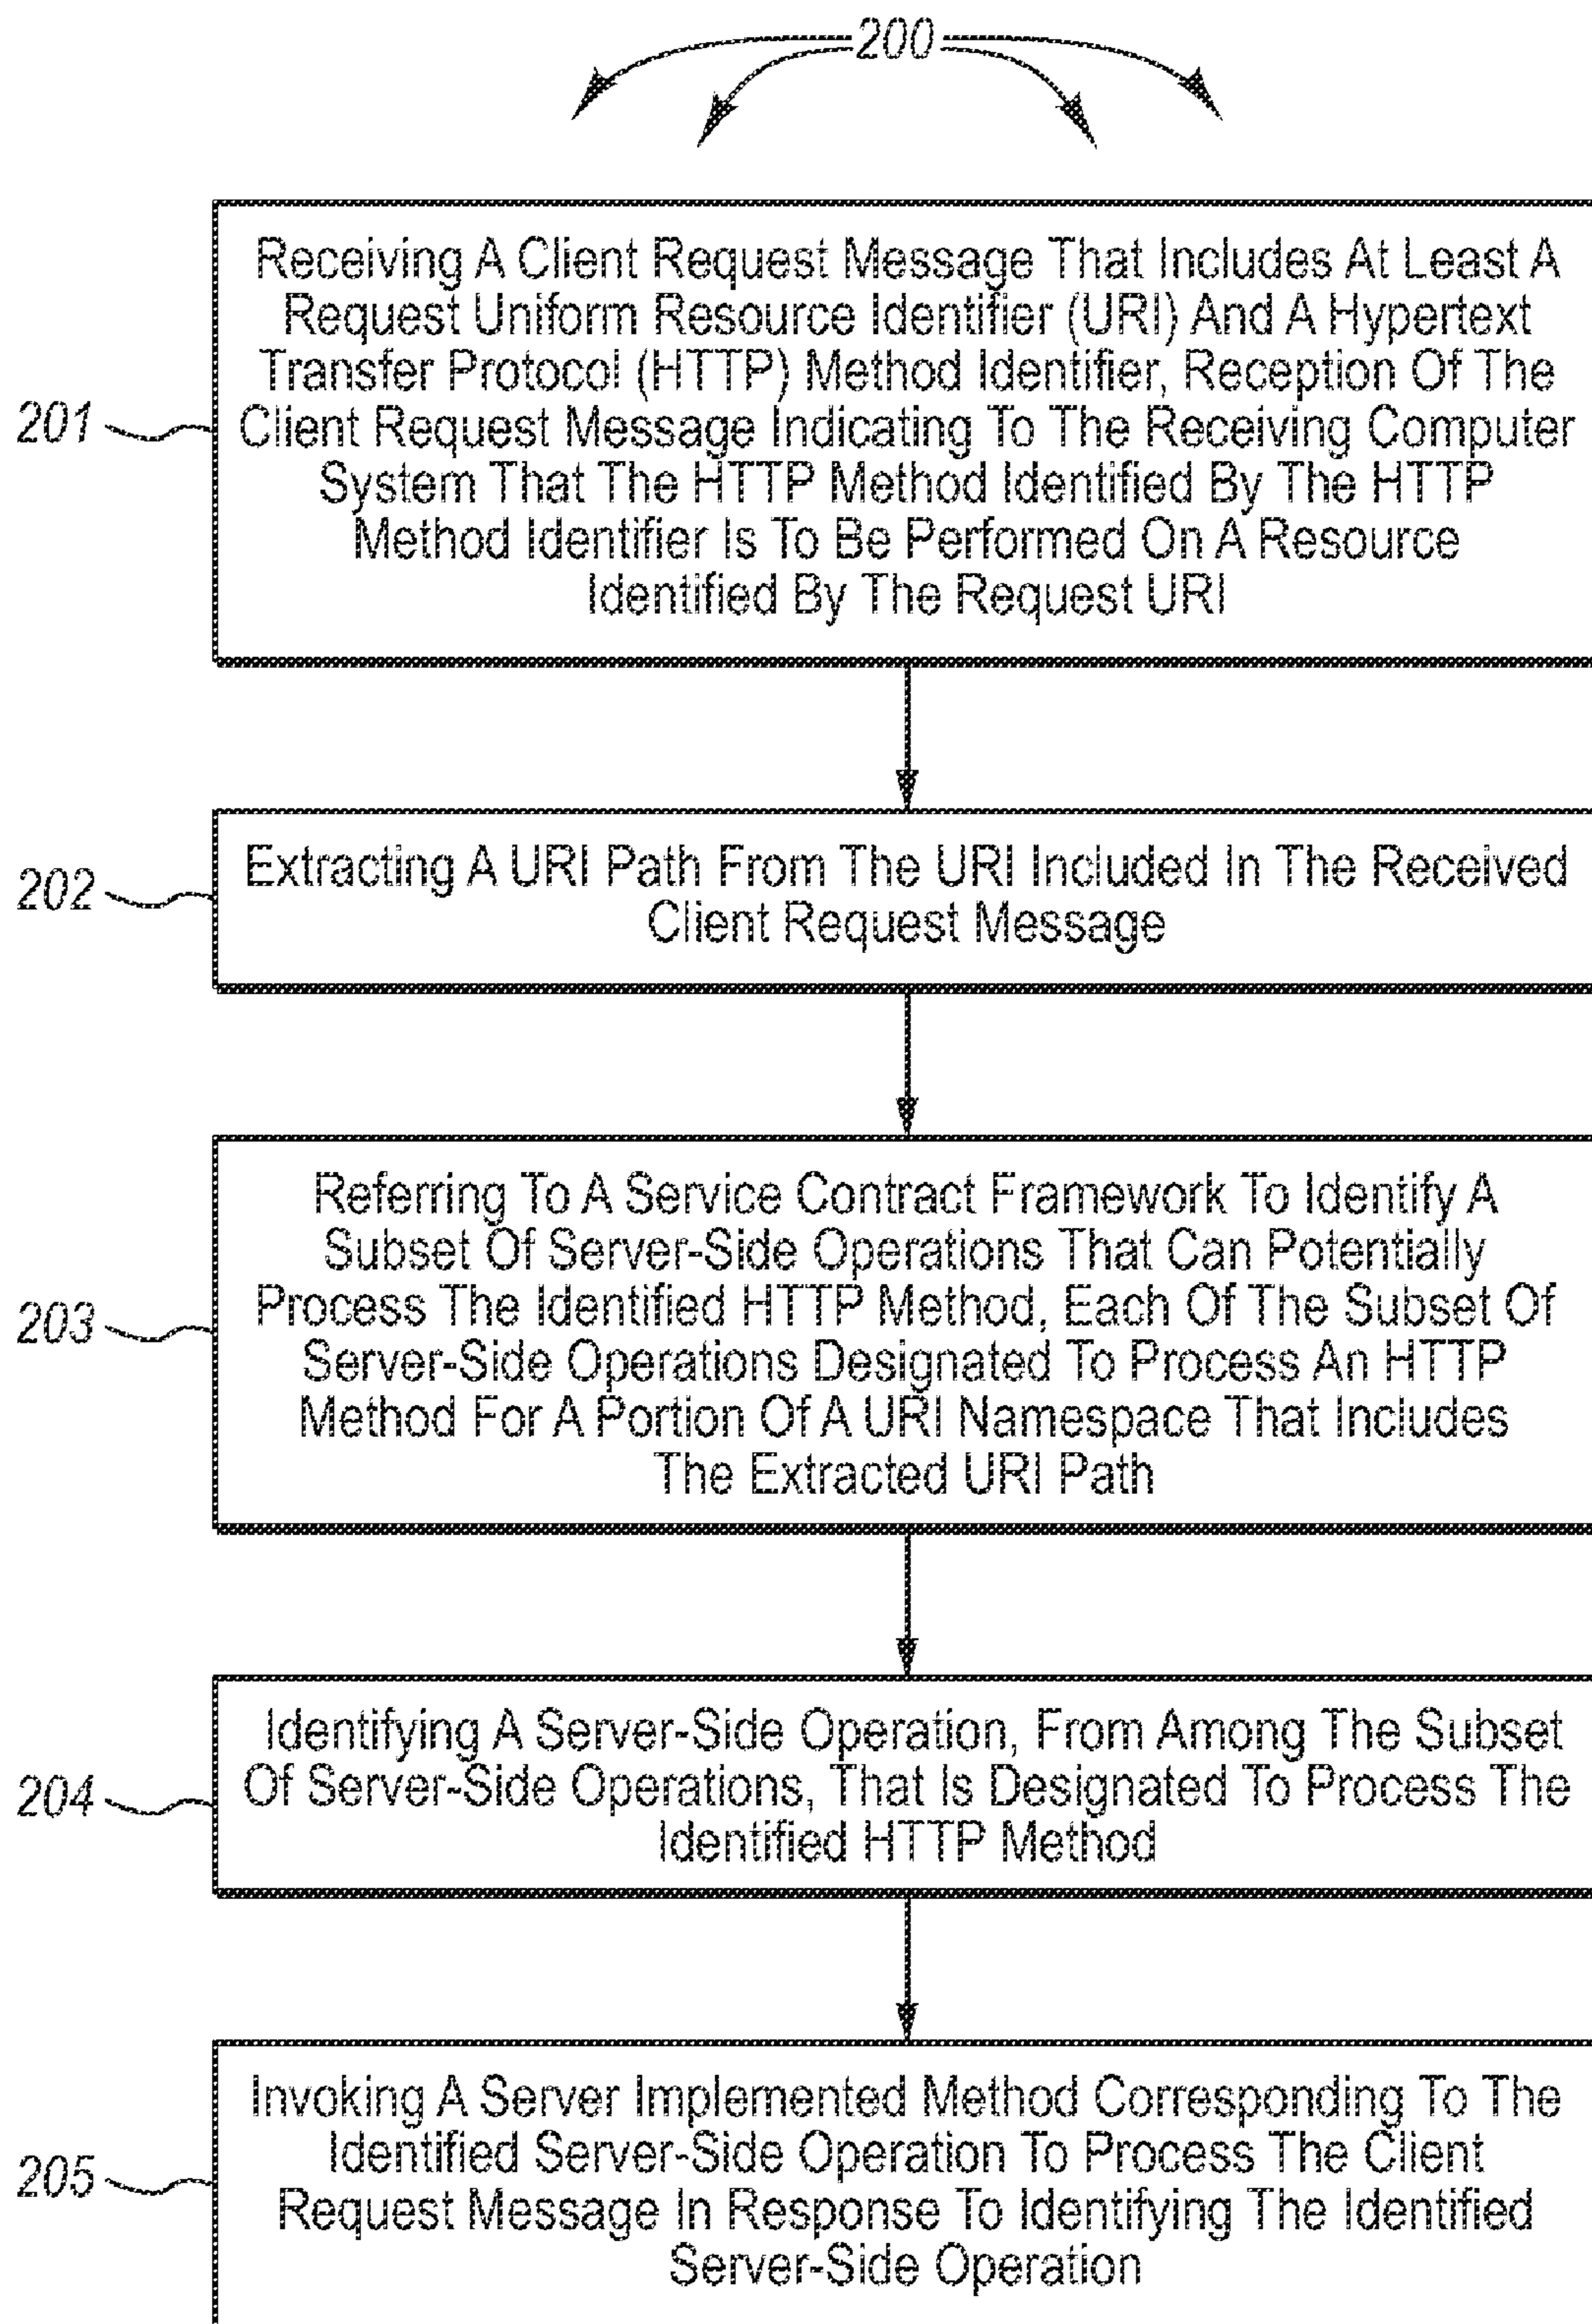 200
201
Receiving A Client Request Message That Includes At Least A
Request Uniform Resource Identifier (URI) And A Hypertext
Transfer Protocol (HTTP) Method Identifier, Reception Of The
Client Request Message Indicating To The Receiving Computer
System That The HTTP Method Identified By The HTTP
Method Identifier Is To Be Performed On A Resource
Identified By The Request URI
202
Extracting A URI Path From The URI Included In The Received
Client Request Message
203
Referring To A Service Contract Framework To Identify A
Subset Of Server-Side Operations That Can Potentially
Process The Identified HTTP Method, Each Of The Subset Of
Server-Side Operations Designated To Process An HTTP
Method For A Portion Of A URI Namespace That Includes
The Extracted URI Path
204
Identifying A Server-Side Operation, From Among The Subset
Of Server-Side Operations, That Is Designated To Process The
Identified HTTP Method
205
Invoking A Server Implemented Method Corresponding To The
Identified Server-Side Operation To Process The Client
Request Message In Response To Identifying The Identified
Server-Side Operation